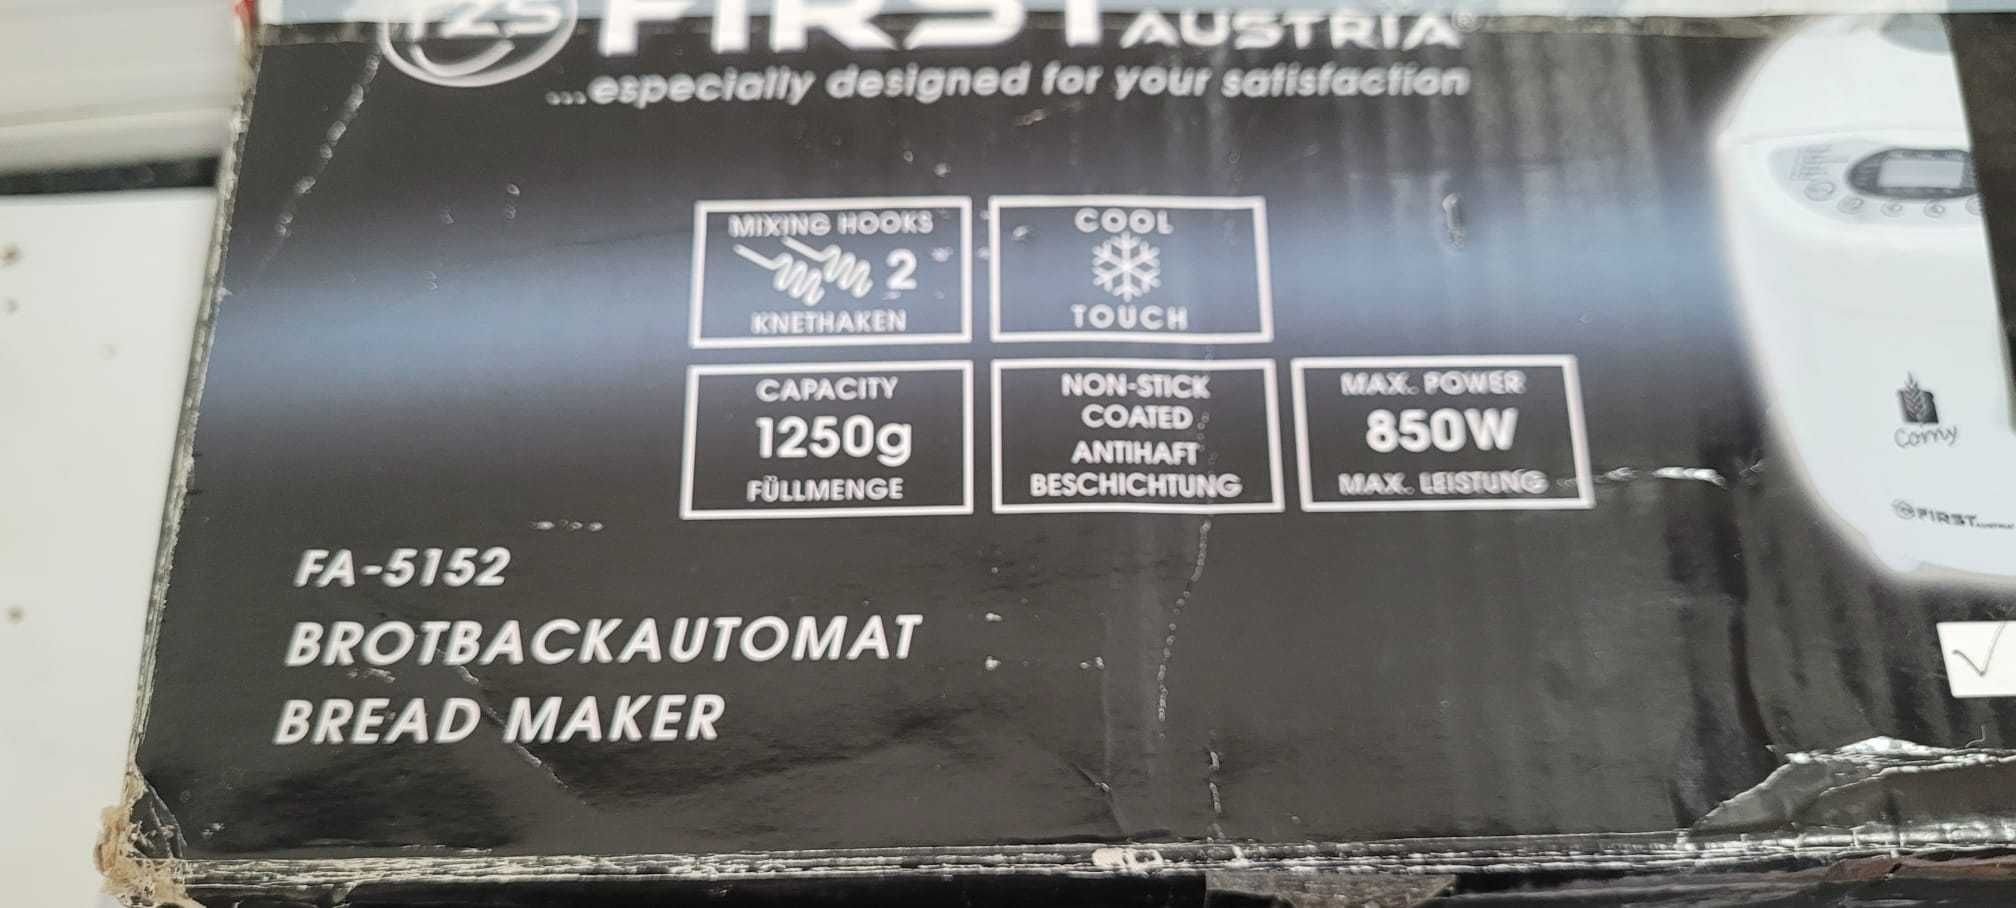 FIRST AUSTRIA®
...especially designed for your satisfaction
MIXING HOOKS
2
KNETHAKEN
COOL
TOUCH
CAPACITY
1250g
FÜLLMENGE
NON-STICK
COATED
ANTIHAFT
BESCHICHTUNG
MAX. POWER
850W
MAX. LEISTUNG
FA-5152
BROTBACKAUTOMAT
BREAD MAKER
Corny
FIRST